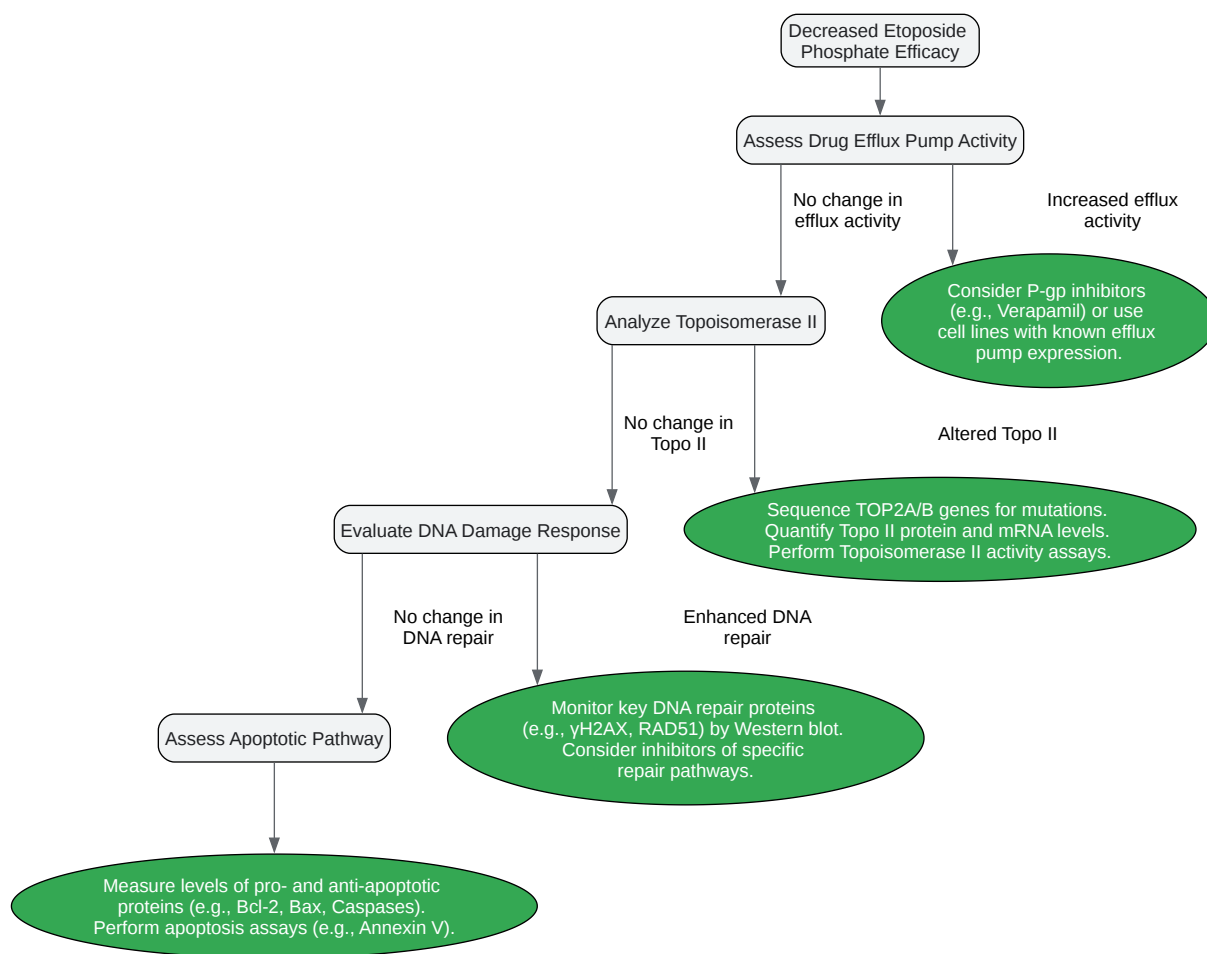 Decreased Etoposide
Phosphate Efficacy
Assess Drug Efflux Pump Activity
No change in
efflux activity
Increased efflux
activity
Consider P-gp inhibitors
(e.g., Verapamil) or use
cell lines with known efflux
pump expression.
Analyze Topoisomerase II
No change in
Topo II
Altered Topo II
Sequence TOP2A/B genes for mutations.
Quantify Topo II protein and mRNA levels.
Perform Topoisomerase II activity assays.
Evaluate DNA Damage Response
No change in
DNA repair
Enhanced DNA
repair
Monitor key DNA repair proteins
(e.g., γH2AX, RAD51) by Western blot.
Consider inhibitors of specific
repair pathways.
Assess Apoptotic Pathway
Measure levels of pro- and anti-apoptotic
proteins (e.g., Bcl-2, Bax, Caspases).
Perform apoptosis assays (e.g., Annexin V).